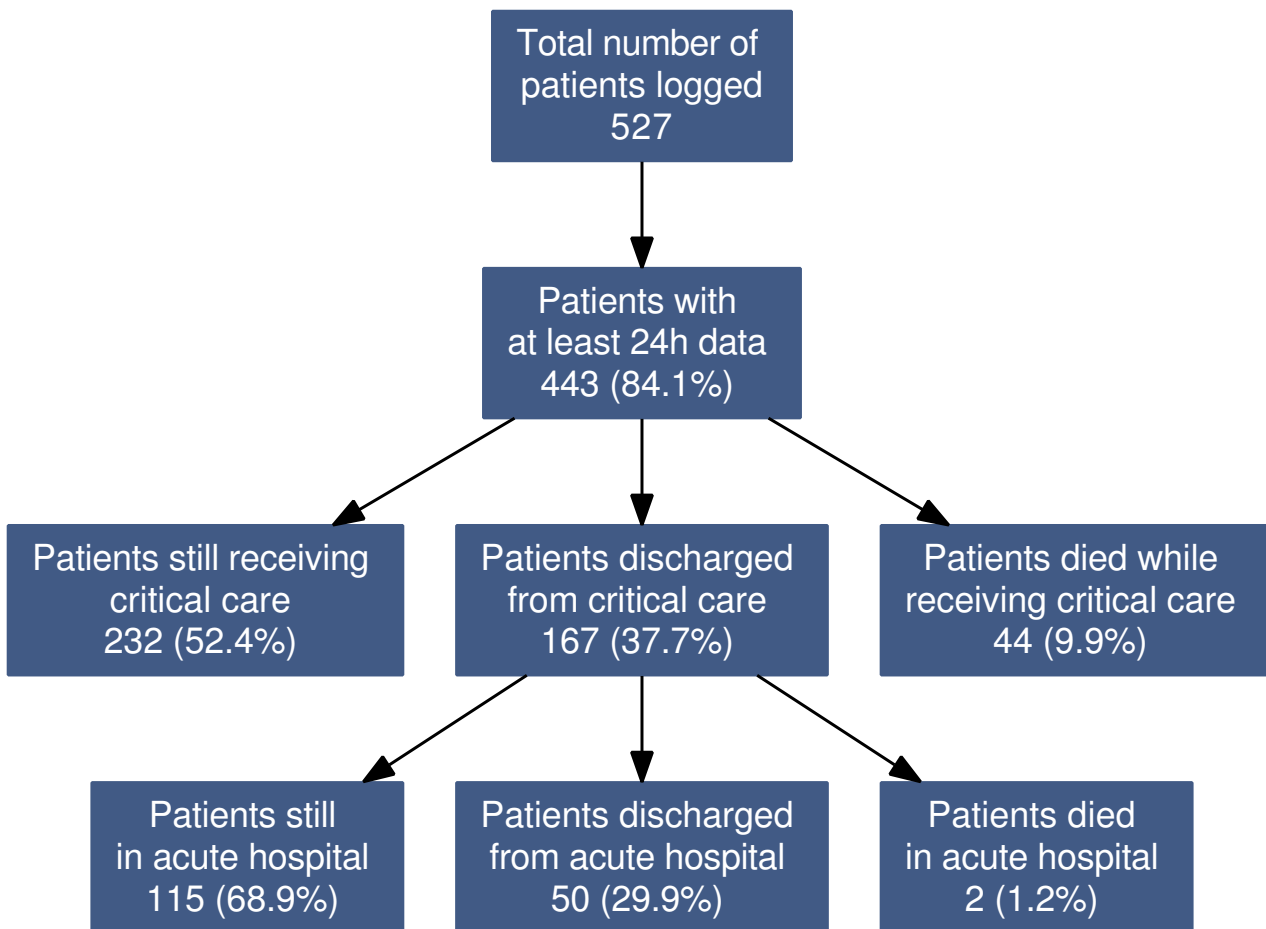 Total number of
patients logged
527
Patients with
at least 24h data
443 (84.1%)
Patients still receiving
critical care
232 (52.4%)
Patients discharged
from critical care
167 (37.7%)
Patients died while
receiving critical care
44 (9.9%)
Patients still
in acute hospital
115 (68.9%)
Patients discharged
from acute hospital
50 (29.9%)
Patients died
in acute hospital
2 (1.2%)